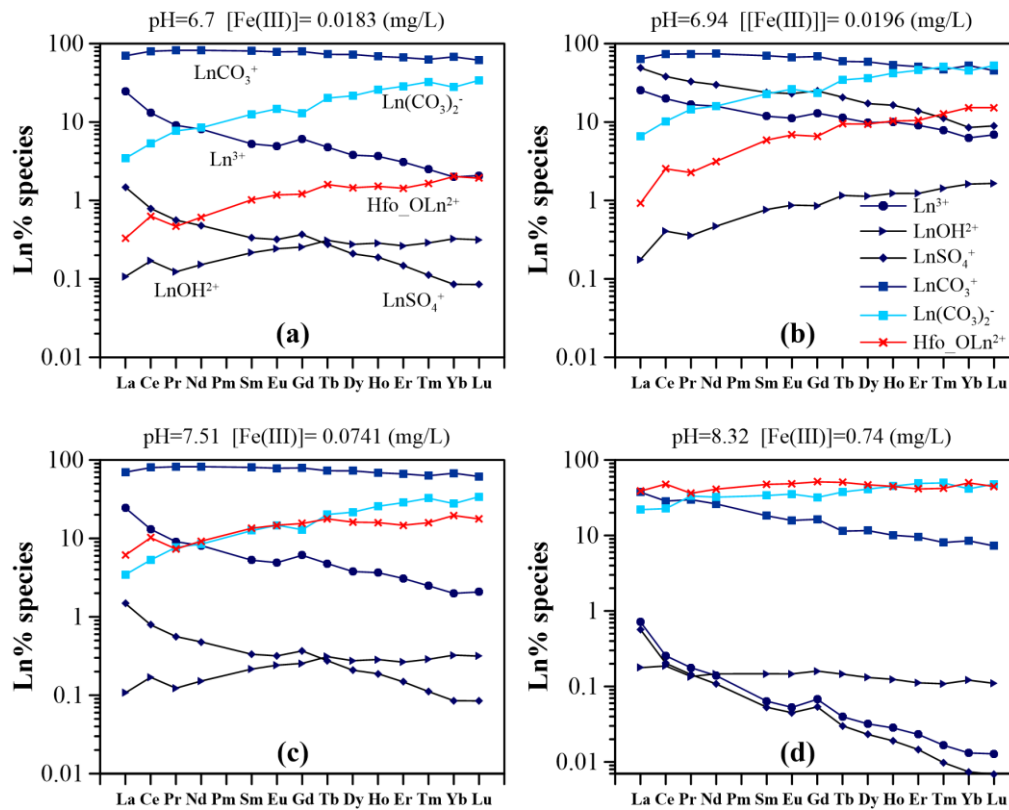 pH=6.7 [Fe(III)]= 0.0183 (mg/L)
Ln% species
100
10
1
0.1
0.01
LnCO₃⁺
Ln(CO₃)₂⁻
Ln³⁺
Hfo_OLn²⁺
LnOH²⁺
LnSO₄⁺
(a)
La Ce Pr Nd Pm Sm Eu Gd Tb Dy Ho Er Tm Yb Lu
pH=6.94 [[Fe(III)]]= 0.0196 (mg/L)
Ln% species
100
10
1
0.1
0.01
Ln³⁺
LnOH²⁺
LnSO₄⁺
LnCO₃⁺
Ln(CO₃)₂⁻
Hfo_OLn²⁺
(b)
La Ce Pr Nd Pm Sm Eu Gd Tb Dy Ho Er Tm Yb Lu
pH=7.51 [Fe(III)]= 0.0741 (mg/L)
Ln% species
100
10
1
0.1
0.01
(c)
La Ce Pr Nd Pm Sm Eu Gd Tb Dy Ho Er Tm Yb Lu
pH=8.32 [Fe(III)]=0.74 (mg/L)
Ln% species
100
10
1
0.1
0.01
(d)
La Ce Pr Nd Pm Sm Eu Gd Tb Dy Ho Er Tm Yb Lu